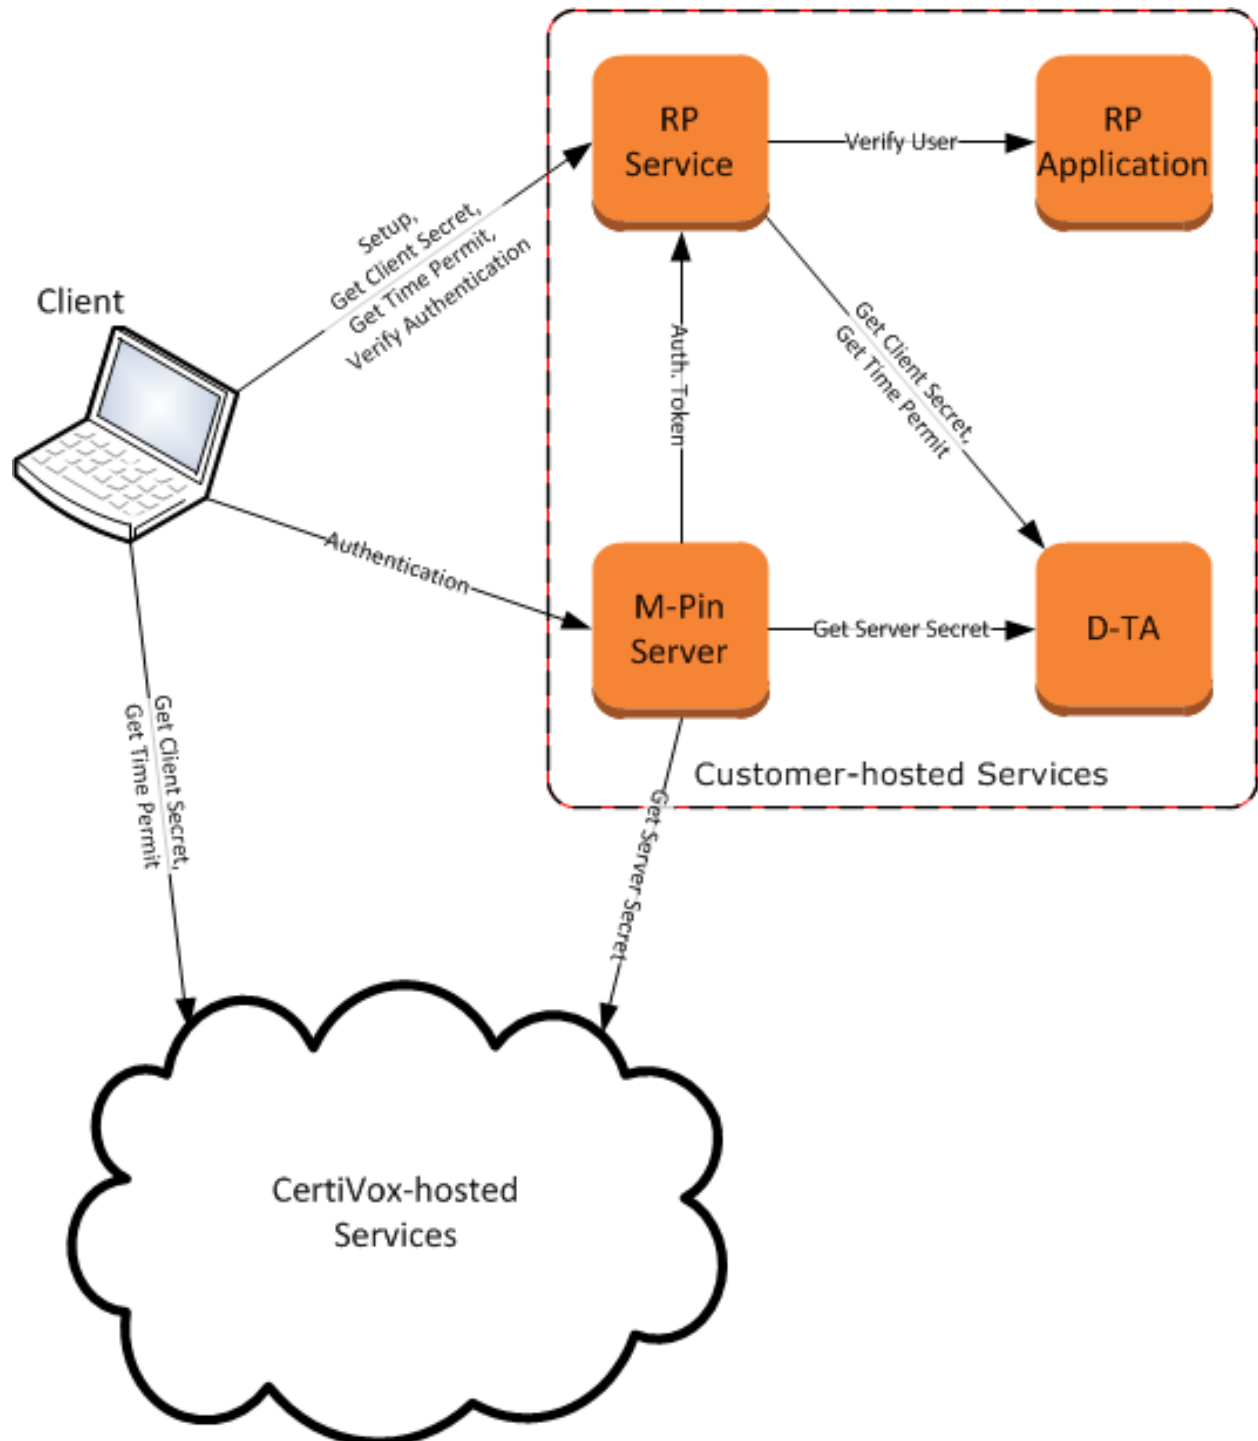 RP
Service
Verify User
RP
Application
Setup,
Get Client Secret,
Get Time Permit,
Verify Authentication
Client
Auth. Token
Get Client Secret,
Get Time Permit
Authentication
M-Pin
Server
Get Server Secret
D-TA
Customer-hosted Services
Get Client Secret,
Get Time Permit
Get Server Secret
CertiVox-hosted
Services